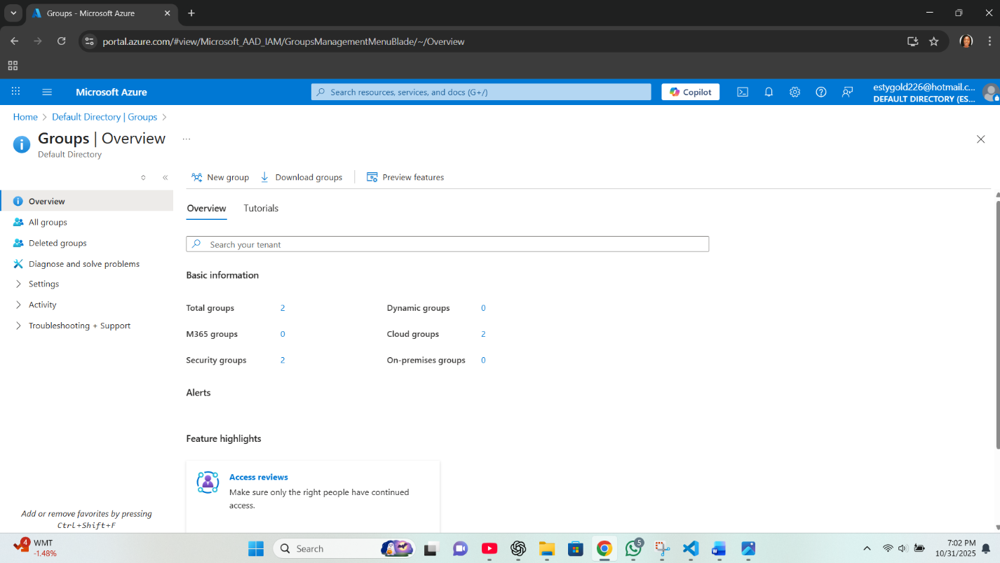 Groups - Microsoft Azure
portal.azure.com/#view/Microsoft_AAD_IAM/GroupsManagementMenuBlade/~/Overview
Microsoft Azure
Search resources, services, and docs (G+/)
Copilot
estygold226@hotmail.c...
DEFAULT DIRECTORY (ES...
Home > Default Directory | Groups >
Groups | Overview ...
Default Directory
New group
Download groups
Preview features
Overview
All groups
Deleted groups
Diagnose and solve problems
Settings
Activity
Troubleshooting + Support
Add or remove favorites by pressing
Ctrl+Shift+F
Overview Tutorials
Search your tenant
Basic information
Total groups 2 Dynamic groups 0
M365 groups 0 Cloud groups 2
Security groups 2 On-premises groups 0
Alerts
Feature highlights
Access reviews
Make sure only the right people have continued
access.
4
WMT
-1.48%
Search
5
7:02 PM
10/31/2025